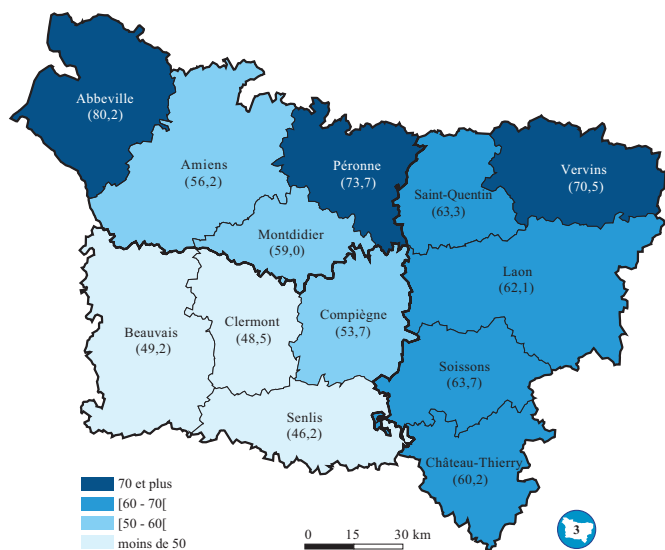 Abbeville
(80,2)
Amiens
(56,2)
Péronne
(73,7)
Saint-Quentin
(63,3)
Vervins
(70,5)
Montdidier
(59,0)
Laon
(62,1)
Beauvais
(49,2)
Clermont
(48,5)
Compiègne
(53,7)
Soissons
(63,7)
Senlis
(46,2)
Château-Thierry
(60,2)
70 et plus
[60 - 70[
[50 - 60[
moins de 50
0 15 30 km
3